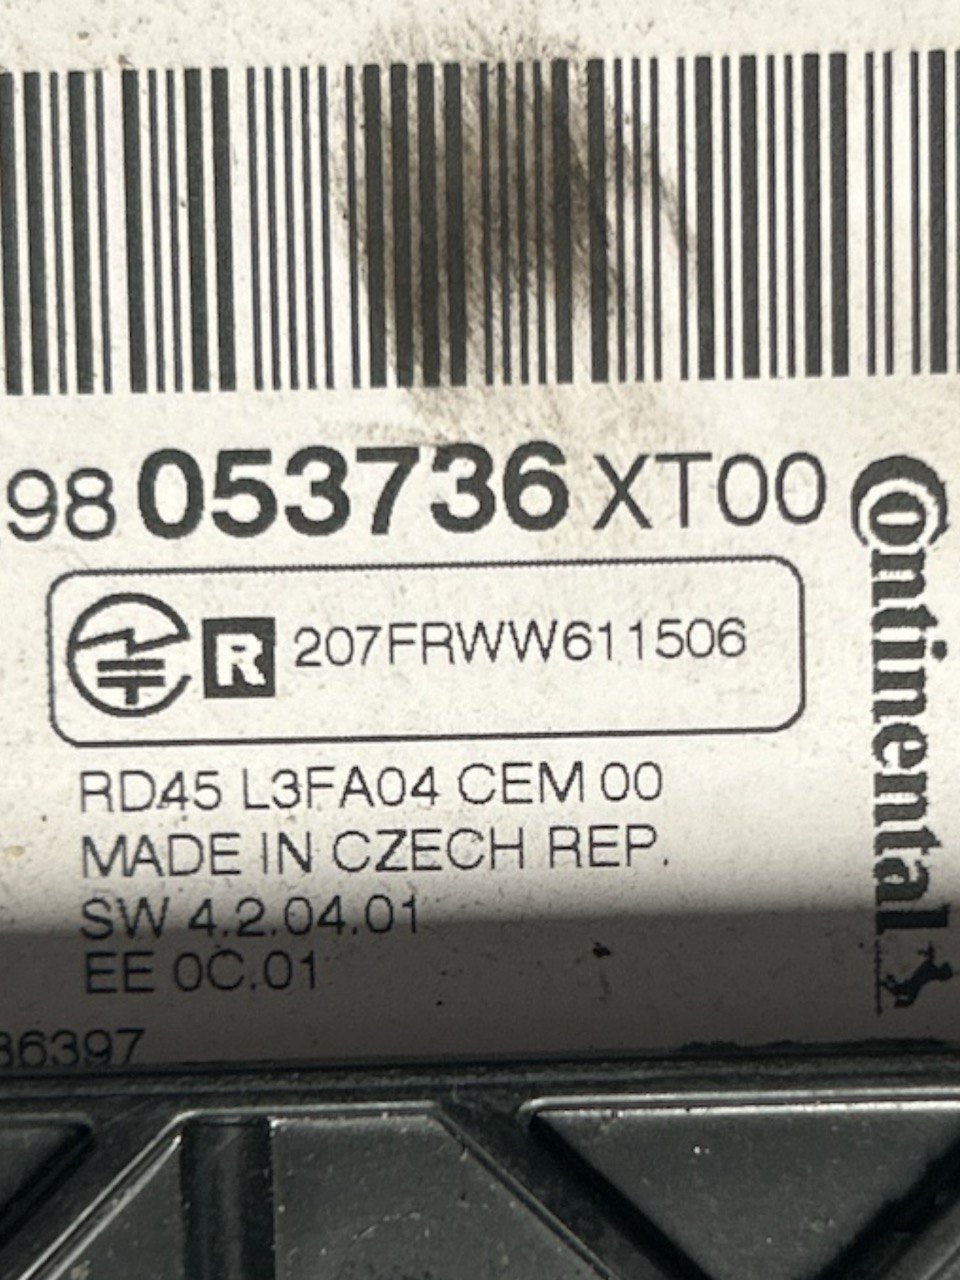 98 053736 XT00
Continental
R 207FRWW611506
RD45 L3FA04 CEM 00
MADE IN CZECH REP.
SW 4.2.04.01
EE 0C.01
36397